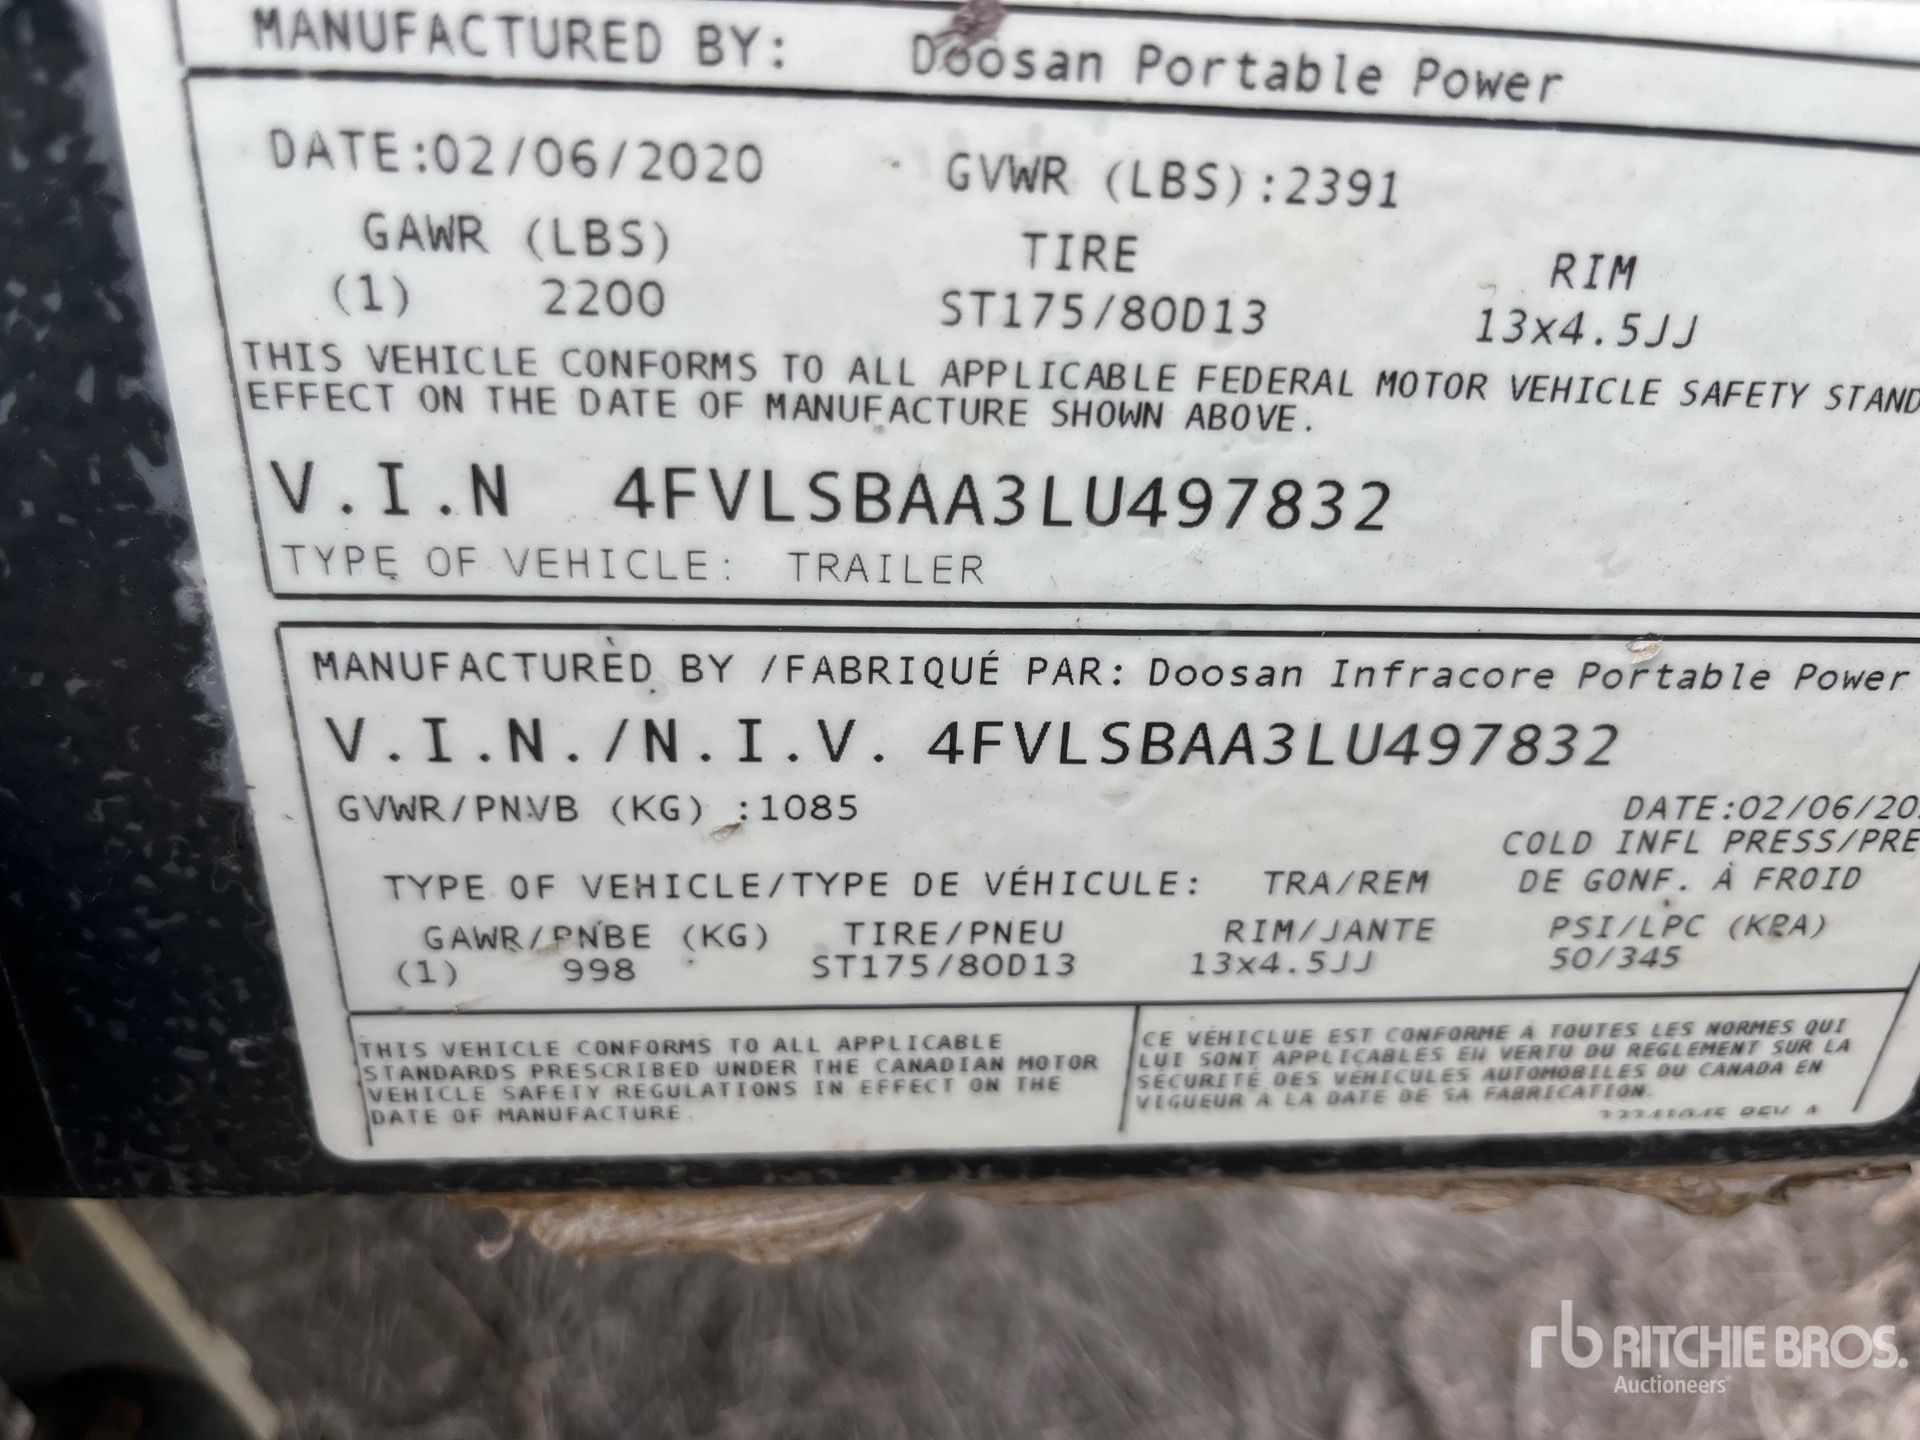 MANUFACTURED BY: Doosan Portable Power
DATE:02/06/2020 GVWR (LBS):2391
GAWR (LBS) TIRE RIM
(1) 2200 ST175/80D13 13x4.5JJ
THIS VEHICLE CONFORMS TO ALL APPLICABLE FEDERAL MOTOR VEHICLE SAFETY STAND
EFFECT ON THE DATE OF MANUFACTURE SHOWN ABOVE.
V.I.N 4FVLSBAA3LU497832
TYPE OF VEHICLE: TRAILER
MANUFACTURED BY /FABRIQUÉ PAR: Doosan Infracore Portable Power
V.I.N./N.I.V. 4FVLSBAA3LU497832
GVWR/PNVB (KG) :1085 DATE:02/06/20
COLD INFL PRESS/PRE
TYPE OF VEHICLE/TYPE DE VÉHICULE: TRA/REM DE GONF. À FROID
GAWR/PNBE (KG) TIRE/PNEU RIM/JANTE PSI/LPC (KPA)
(1) 998 ST175/80D13 13x4.5JJ 50/345
THIS VEHICLE CONFORMS TO ALL APPLICABLE
STANDARDS PRESCRIBED UNDER THE CANADIAN MOTOR
VEHICLE SAFETY REGULATIONS IN EFFECT ON THE
DATE OF MANUFACTURE.
CE VÉHICLUE EST CONFORME À TOUTES LES NORMES QUI
LUI SONT APPLICABLES EN VERTU DU RÈGLEMENT SUR LA
SÉCURITÉ DES VÉHICULES AUTOMOBILES DU CANADA EN
VIGUEUR À LA DATE DE SA FABRICATION.
REV A
rb RITCHIE BROS.
Auctioneers